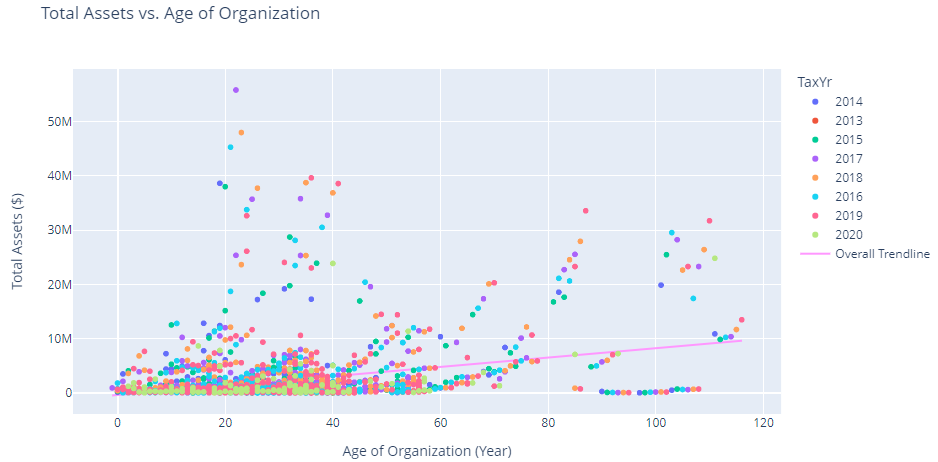 Total Assets vs. Age of Organization
TaxYr
2014
2013
2015
2017
2018
2016
2019
2020
Overall Trendline
Total Assets ($)
50M
40M
30M
20M
10M
0
0 20 40 60 80 100 120
Age of Organization (Year)